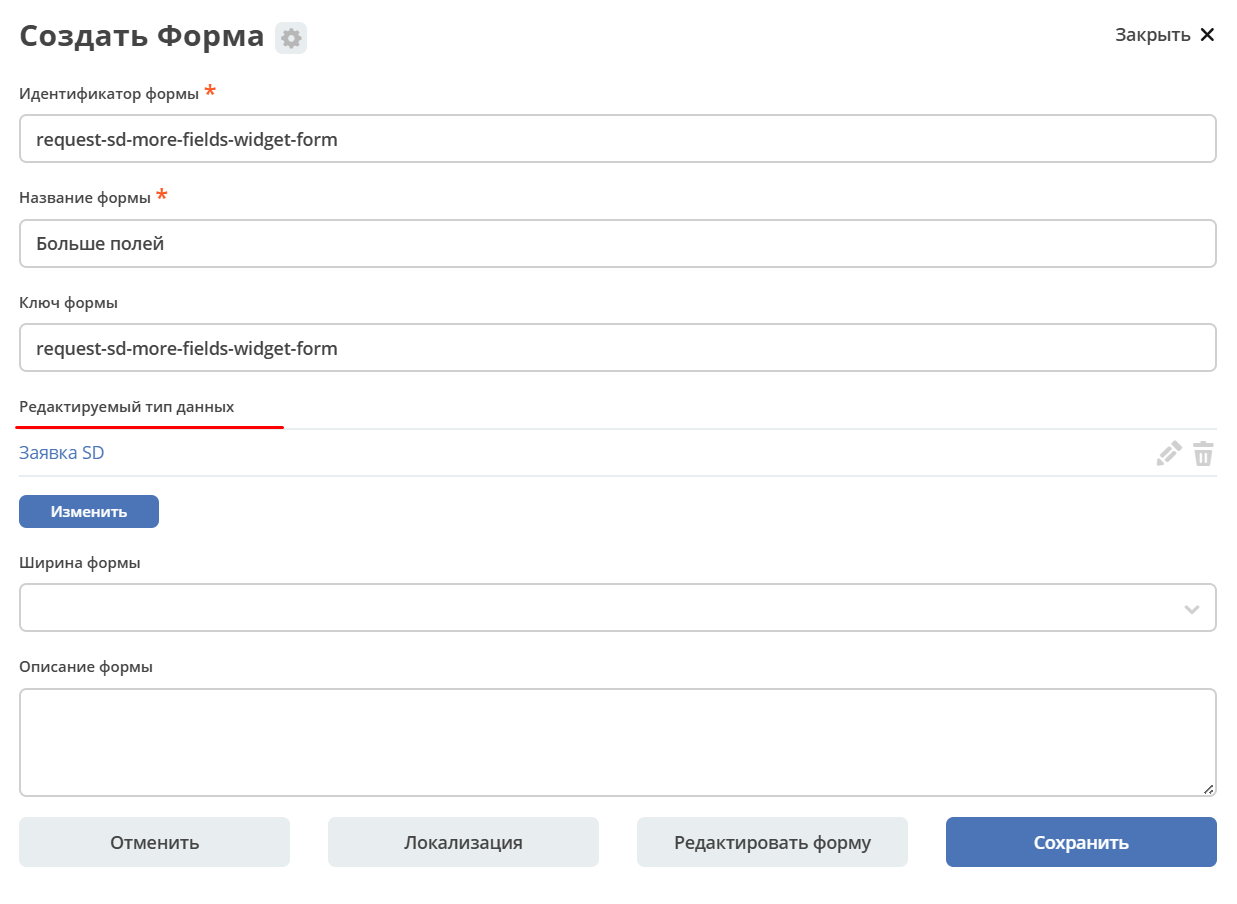 Создать Форма
Закрыть
Идентификатор формы *
request-sd-more-fields-widget-form
Название формы *
Больше полей
Ключ формы
request-sd-more-fields-widget-form
Редактируемый тип данных
Заявка SD
Изменить
Ширина формы
Описание формы
Отменить
Локализация
Редактировать форму
Сохранить